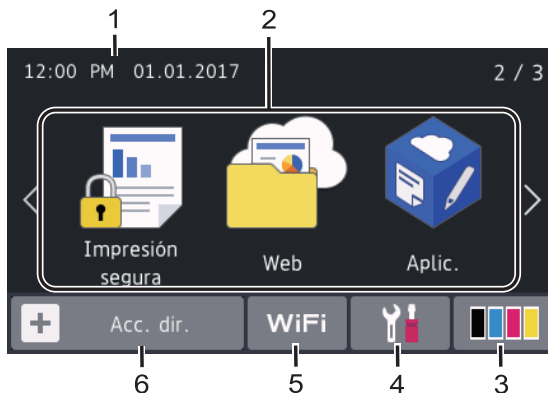 1 2
12:00 PM 01.01.2017 2 / 3
Impresión
segura
Web
Aplic.
Acc. dir.
WiFi
6 5 4 3